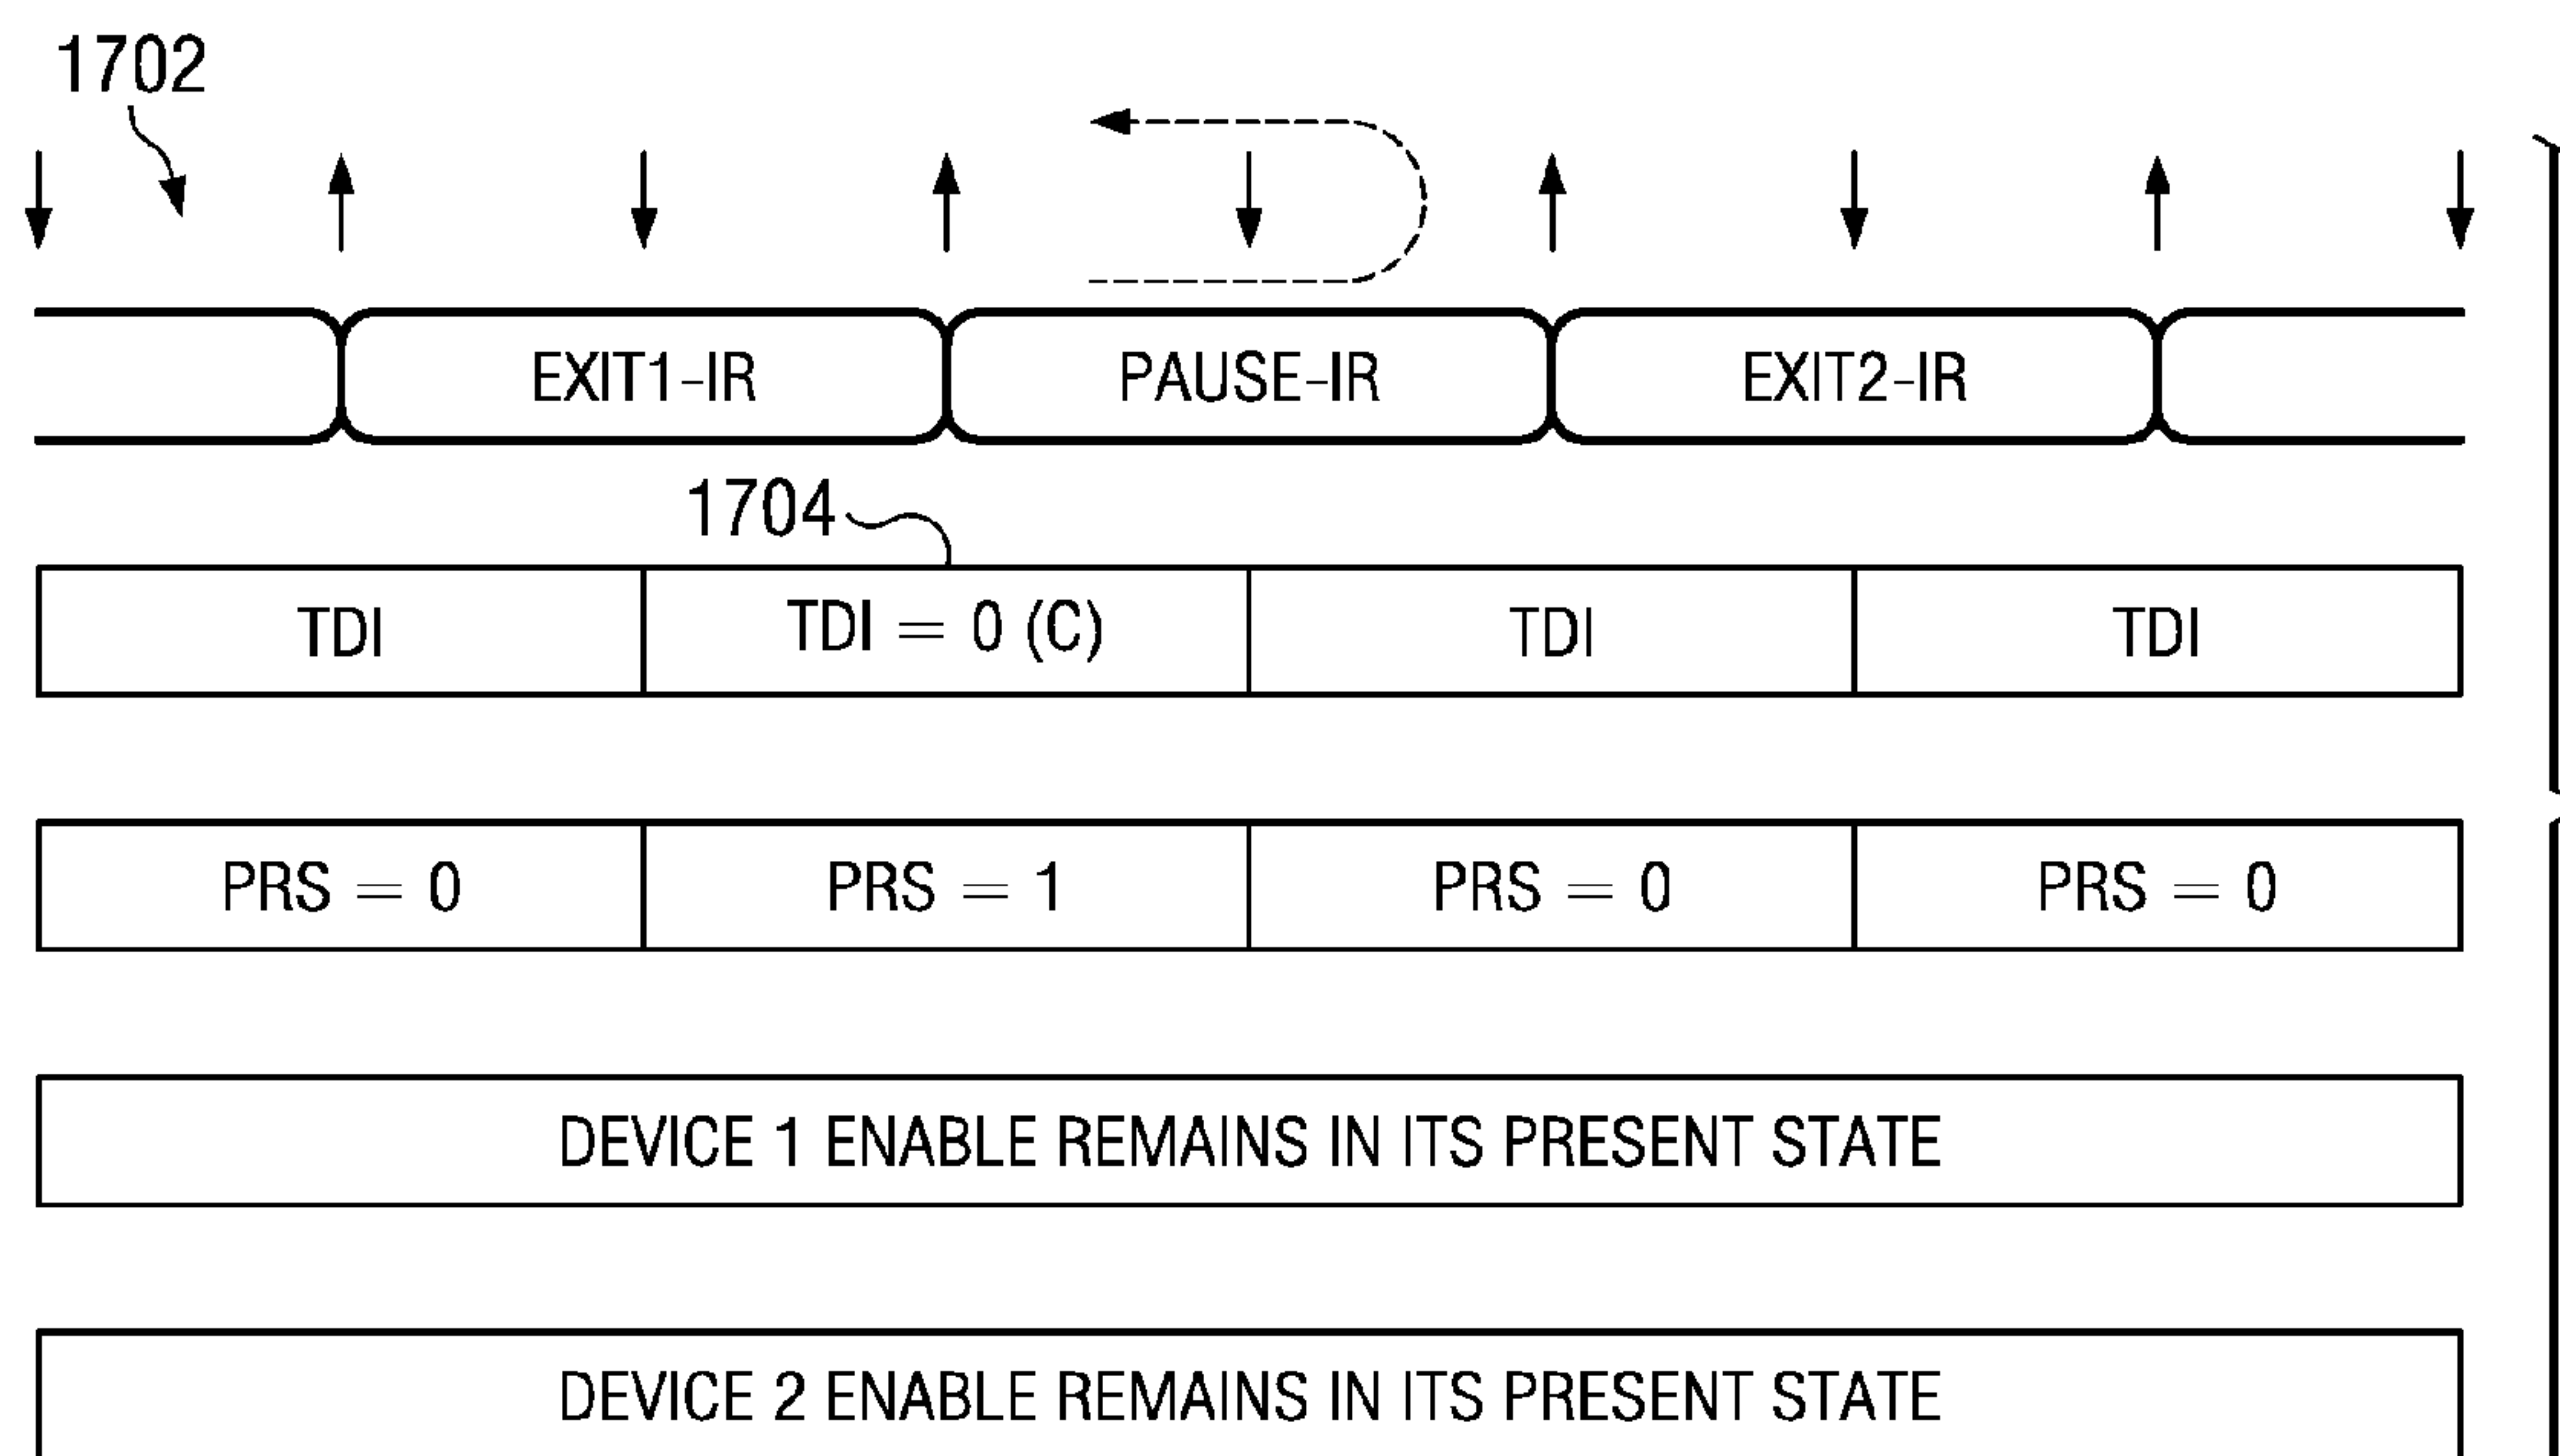 1702
EXIT1-IR PAUSE-IR EXIT2-IR
1704
TDI TDI = 0 (C) TDI TDI
PRS = 0 PRS = 1 PRS = 0 PRS = 0
DEVICE 1 ENABLE REMAINS IN ITS PRESENT STATE
DEVICE 2 ENABLE REMAINS IN ITS PRESENT STATE